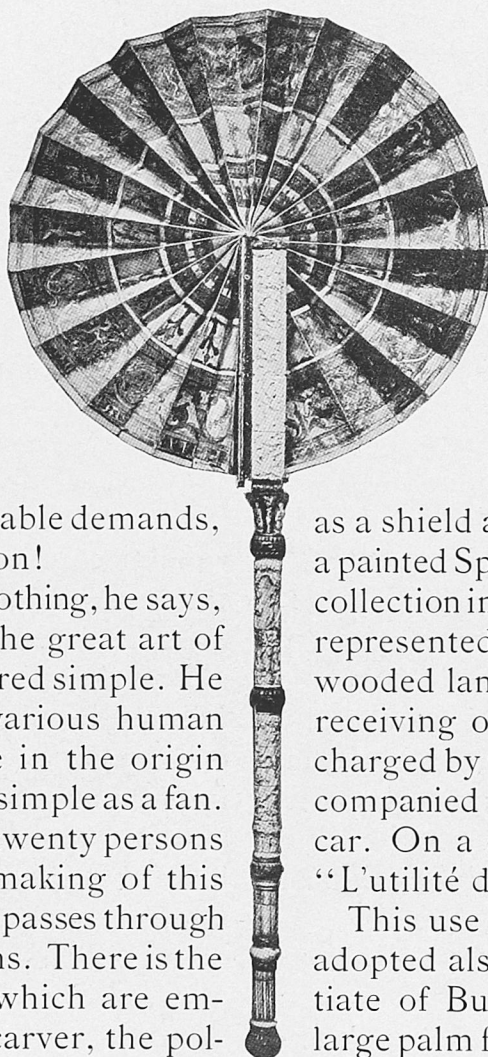 able demands,
on!
othing, he says,
he great art of
red simple. He
various human
e in the origin
simple as a fan.
wenty persons
making of this
passes through
ns. There is the
which are em-
carver, the pol-
as a shield a
a painted Sp
collection in
represented
wooded lan
receiving o
charged by
companied
car. On a
“L'utilité d
This use
adopted als
tiate of Bu
large palm f